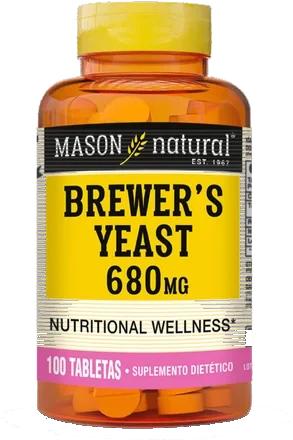 MASON natural
EST. 1967
BREWER'S
YEAST
680MG
NUTRITIONAL WELLNESS*
100 TABLETAS • SUPLEMENTO DIETÉTICO